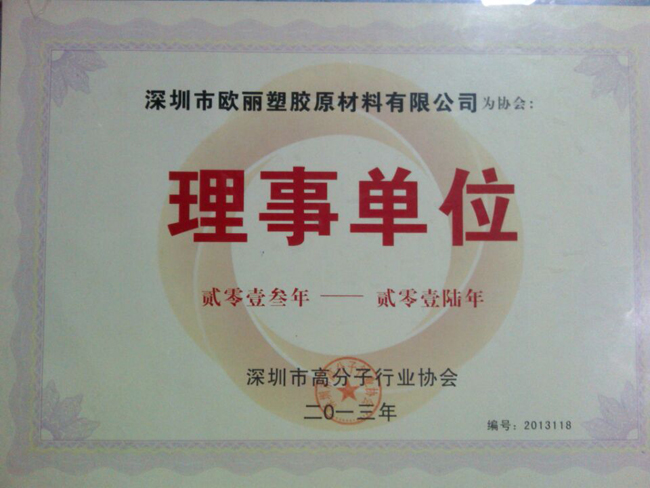 深圳市欧丽塑胶原材料有限公司为协会：
理事单位
贰零壹叁年 —— 贰零壹陆年
深圳市高分子行业协会
二〇一三年
编号：2013118